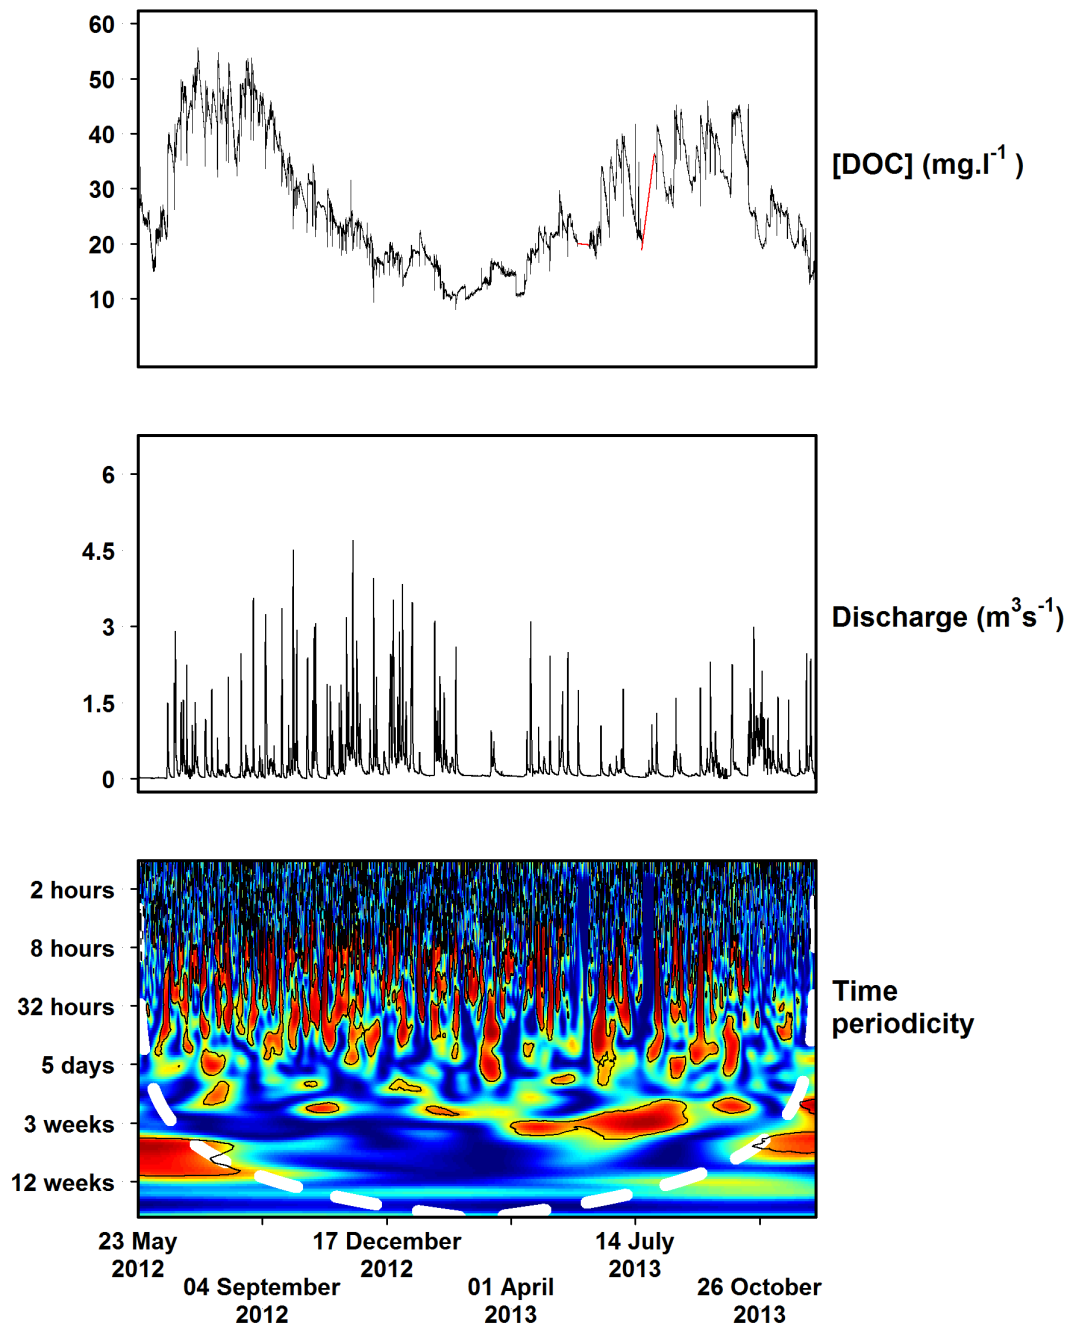 60
50
40
30
20
10
[DOC] (mg.l⁻¹ )
6
4.5
3
1.5
0
Discharge (m³s⁻¹)
2 hours
8 hours
32 hours
5 days
3 weeks
12 weeks
Time
periodicity
23 May
2012
17 December
2012
14 July
2013
04 September
2012
01 April
2013
26 October
2013